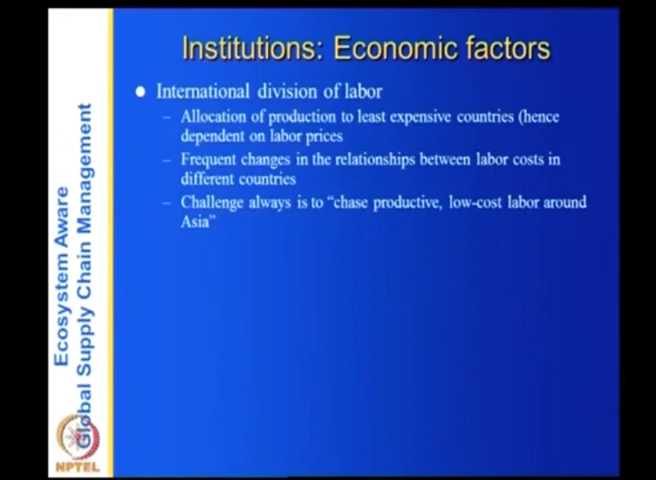 Institutions: Economic factors
International division of labor
– Allocation of production to least expensive countries (hence
dependent on labor prices
– Frequent changes in the relationships between labor costs in
different countries
– Challenge always is to “chase productive, low-cost labor around
Asia”
Ecosystem Aware
Global Supply Chain Management
NPTEL